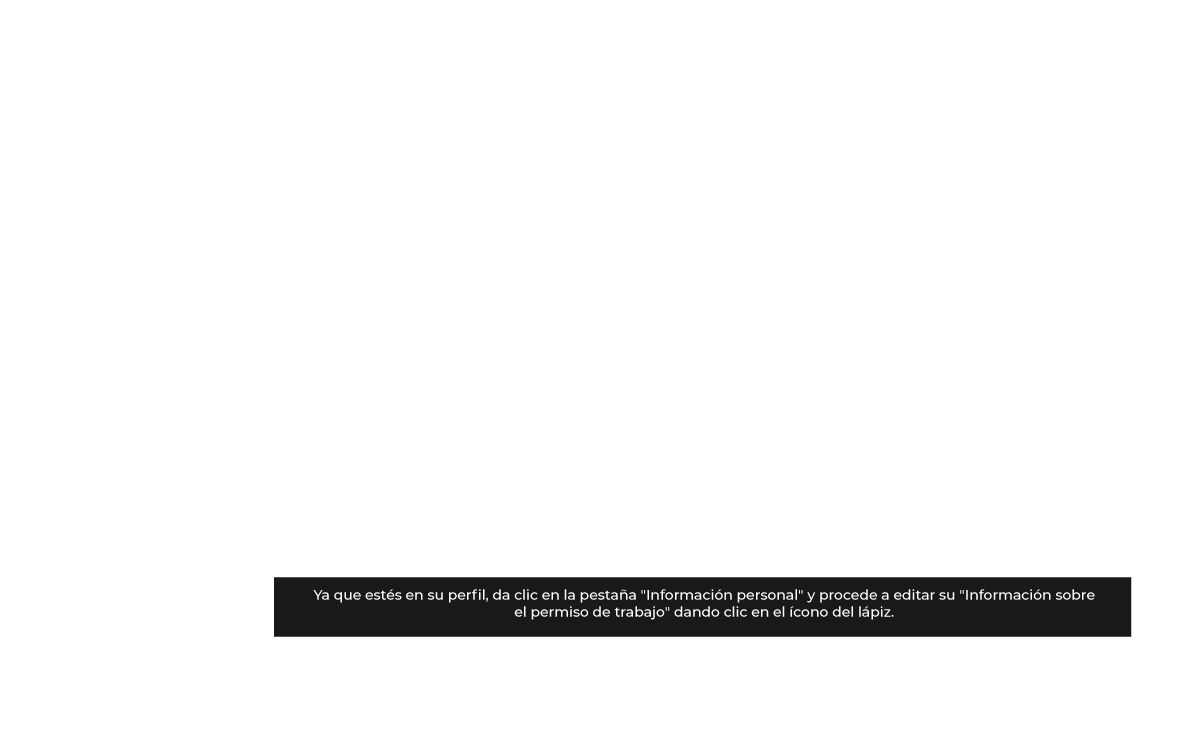 Ya que estés en su perfil, da clic en la pestaña "Información personal" y procede a editar su "Información sobre
el permiso de trabajo" dando clic en el ícono del lápiz.